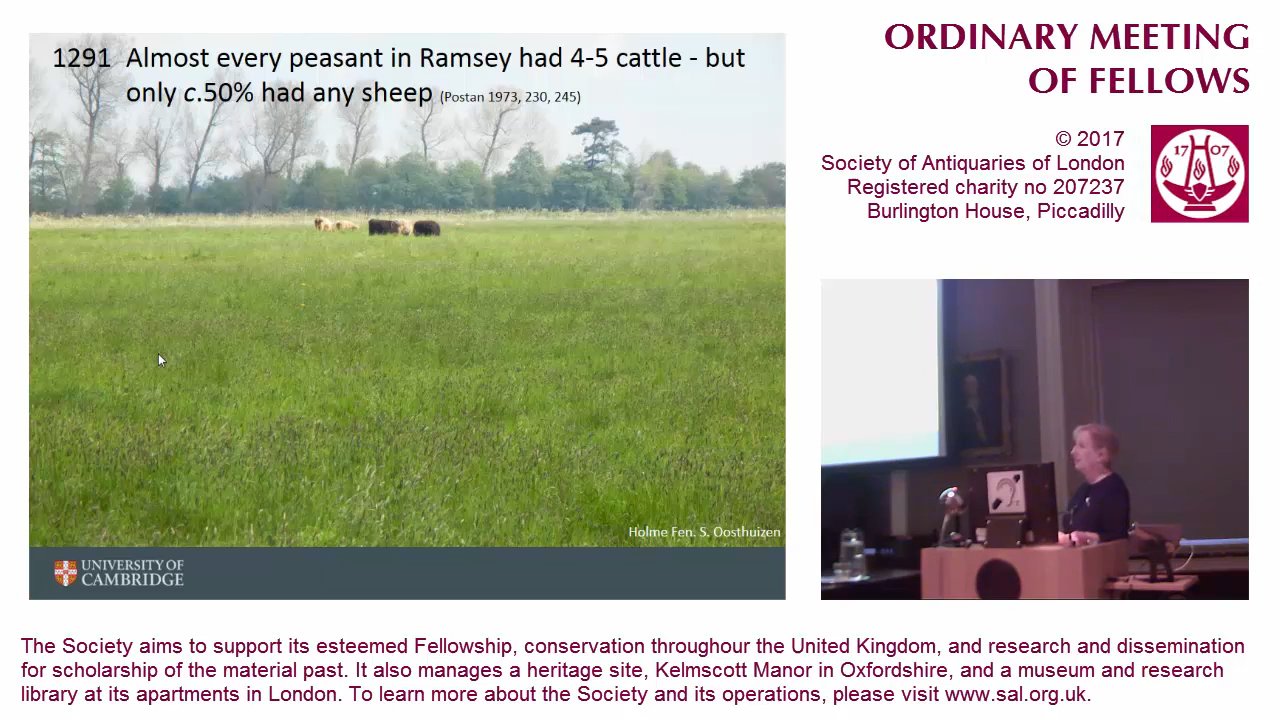 1291 Almost every peasant in Ramsey had 4-5 cattle - but
only c.50% had any sheep (Postan 1973, 230, 245)
Holme Fen. S. Oosthuizen
UNIVERSITY OF
CAMBRIDGE
ORDINARY MEETING
OF FELLOWS
© 2017
Society of Antiquaries of London
Registered charity no 207237
Burlington House, Piccadilly
17 07
The Society aims to support its esteemed Fellowship, conservation throughour the United Kingdom, and research and dissemination
for scholarship of the material past. It also manages a heritage site, Kelmscott Manor in Oxfordshire, and a museum and research
library at its apartments in London. To learn more about the Society and its operations, please visit www.sal.org.uk.